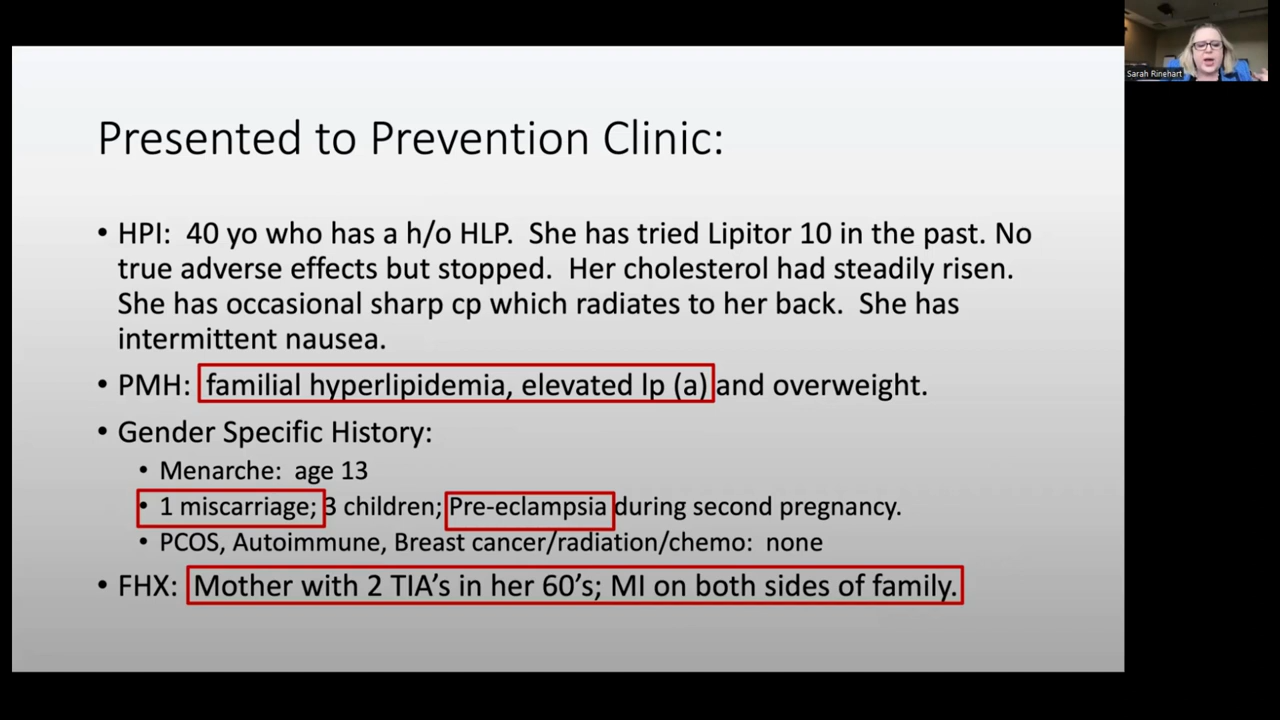 Sarah Rinehart
Presented to Prevention Clinic:
• HPI:  40 yo who has a h/o HLP.  She has tried Lipitor 10 in the past. No
true adverse effects but stopped.  Her cholesterol had steadily risen.
She has occasional sharp cp which radiates to her back.  She has
intermittent nausea.
• PMH: familial hyperlipidemia, elevated lp (a) and overweight.
• Gender Specific History:
• Menarche:  age 13
• 1 miscarriage; 3 children; Pre-eclampsia during second pregnancy.
• PCOS, Autoimmune, Breast cancer/radiation/chemo:  none
• FHX:  Mother with 2 TIA's in her 60's; MI on both sides of family.